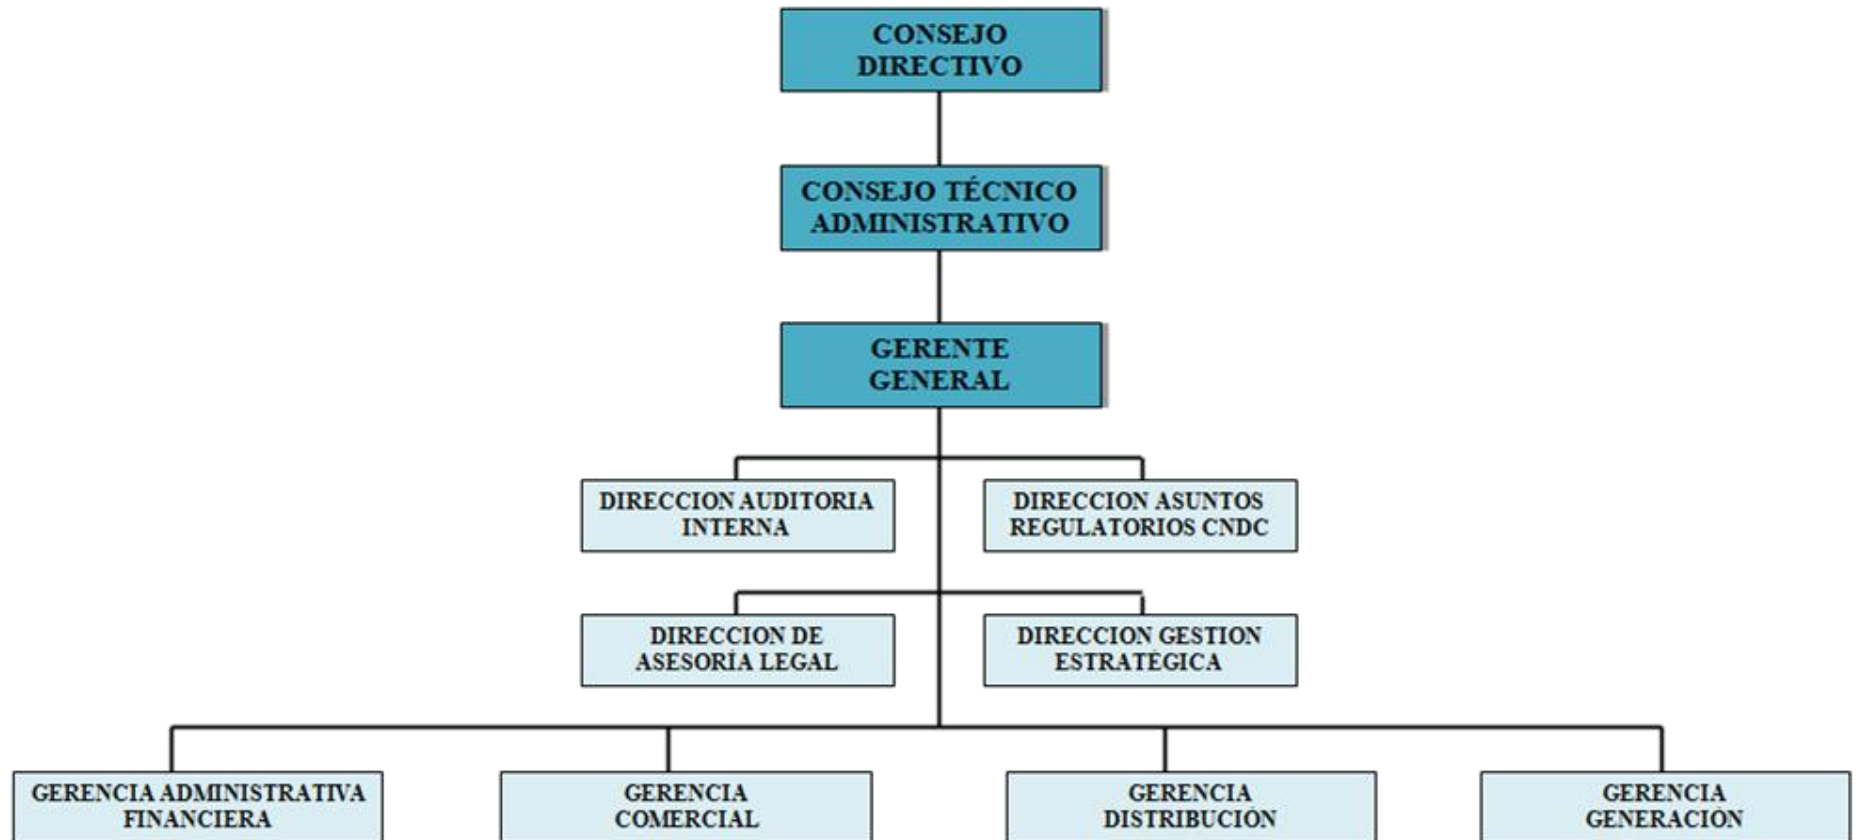 CONSEJO
DIRECTIVO
CONSEJO TÉCNICO
ADMINISTRATIVO
GERENTE
GENERAL
DIRECCION AUDITORIA
INTERNA
DIRECCION ASUNTOS
REGULATORIOS CNDC
DIRECCION DE
ASESORÍA LEGAL
DIRECCION GESTION
ESTRATÉGICA
GERENCIA ADMINISTRATIVA
FINANCIERA
GERENCIA
COMERCIAL
GERENCIA
DISTRIBUCIÓN
GERENCIA
GENERACIÓN